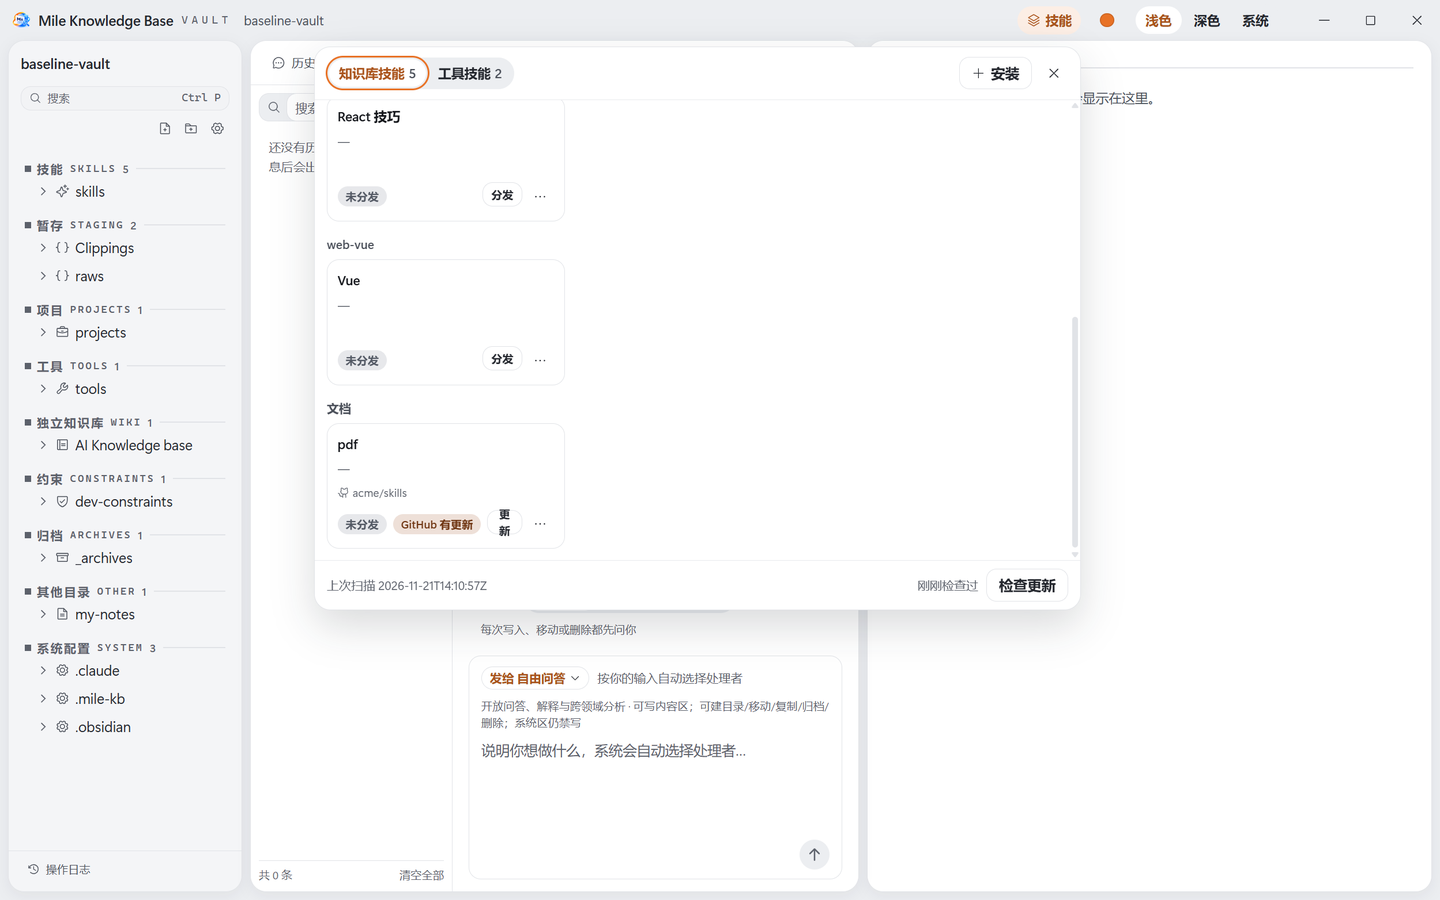 Mile Knowledge Base VAULT baseline-vault
技能 浅色 深色 系统
baseline-vault
搜索 Ctrl P
技能 SKILLS 5
skills
暂存 STAGING 2
Clippings
raws
项目 PROJECTS 1
projects
工具 TOOLS 1
tools
独立知识库 WIKI 1
AI Knowledge base
约束 CONSTRAINTS 1
dev-constraints
归档 ARCHIVES 1
_archives
其他目录 OTHER 1
my-notes
系统配置 SYSTEM 3
.claude
.mile-kb
.obsidian
操作日志
历史
搜索
还没有历
息后会出
共 0 条 清空全部
知识库技能 5 工具技能 2 + 安装
React 技巧
—
未分发 分发 ...
web-vue
Vue
—
未分发 分发 ...
文档
pdf
—
acme/skills
未分发 GitHub 有更新 更新 ...
上次扫描 2026-11-21T14:10:57Z 刚刚检查过 检查更新
每次写入、移动或删除都先问你
发给 自由问答 按你的输入自动选择处理者
开放问答、解释与跨领域分析 · 可写内容区；可建目录/移动/复制/归档/
删除；系统区仍禁写
说明你想做什么，系统会自动选择处理者...
显示在这里。